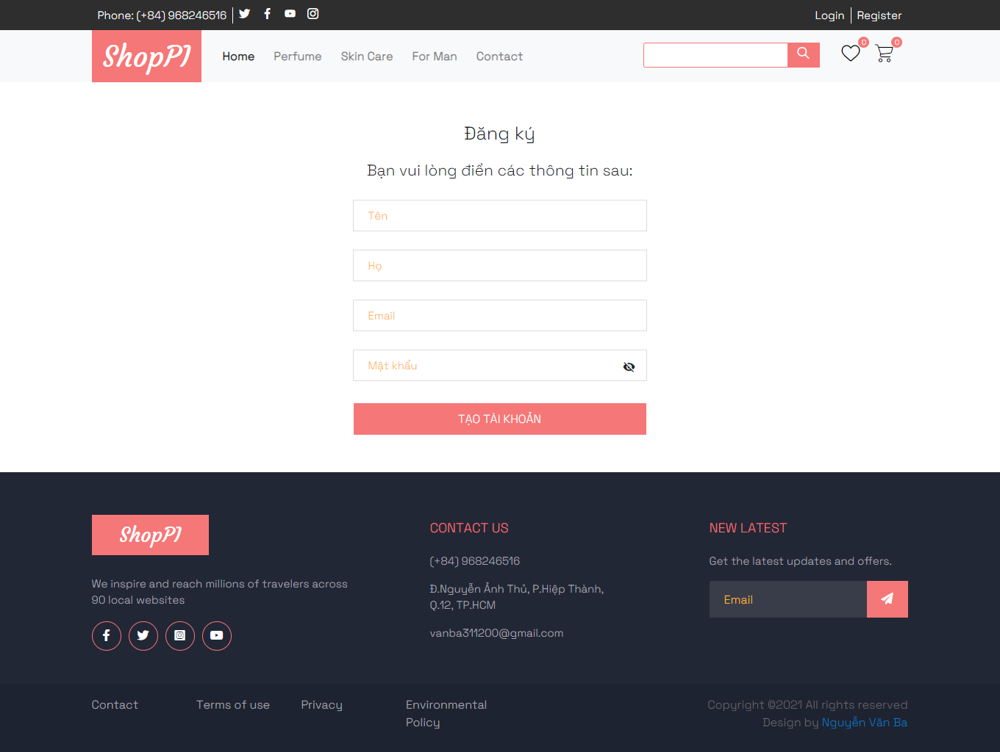 Phone: (+84) 968246516
Login
Register
ShopPI
Home
Perfume
Skin Care
For Man
Contact
0
0
Đăng ký
Bạn vui lòng điền các thông tin sau:
Tên
Họ
Email
Mật khẩu
TẠO TÀI KHOẢN
ShopPI
We inspire and reach millions of travelers across
90 local websites
CONTACT US
(+84) 968246516
Đ.Nguyễn Ảnh Thủ, P.Hiệp Thành,
Q.12, TP.HCM
vanba311200@gmail.com
NEW LATEST
Get the latest updates and offers.
Email
Contact
Terms of use
Privacy
Environmental
Policy
Copyright ©2021 All rights reserved
Design by Nguyễn Văn Ba